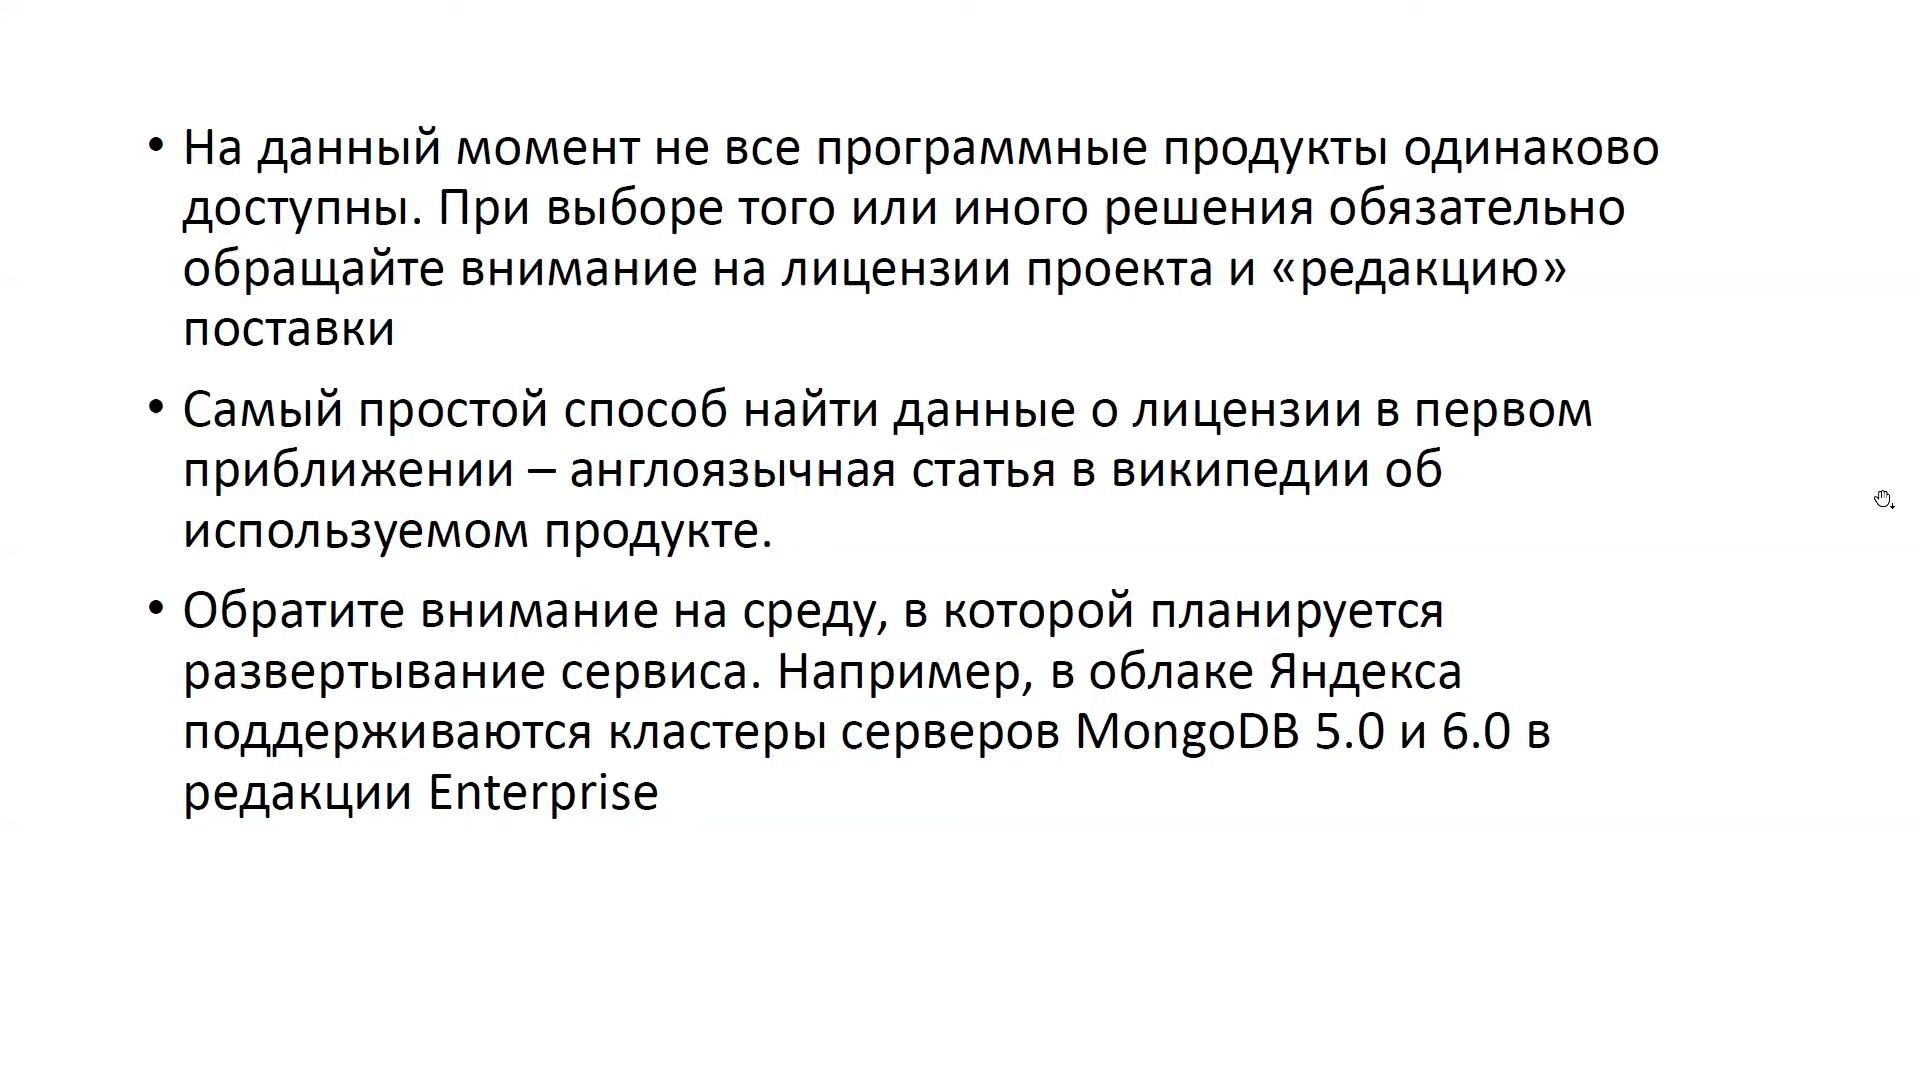 • На данный момент не все программные продукты одинаково
доступны. При выборе того или иного решения обязательно
обращайте внимание на лицензии проекта и «редакцию»
поставки
• Самый простой способ найти данные о лицензии в первом
приближении – англоязычная статья в википедии об
используемом продукте.
• Обратите внимание на среду, в которой планируется
развертывание сервиса. Например, в облаке Яндекса
поддерживаются кластеры серверов MongoDB 5.0 и 6.0 в
редакции Enterprise